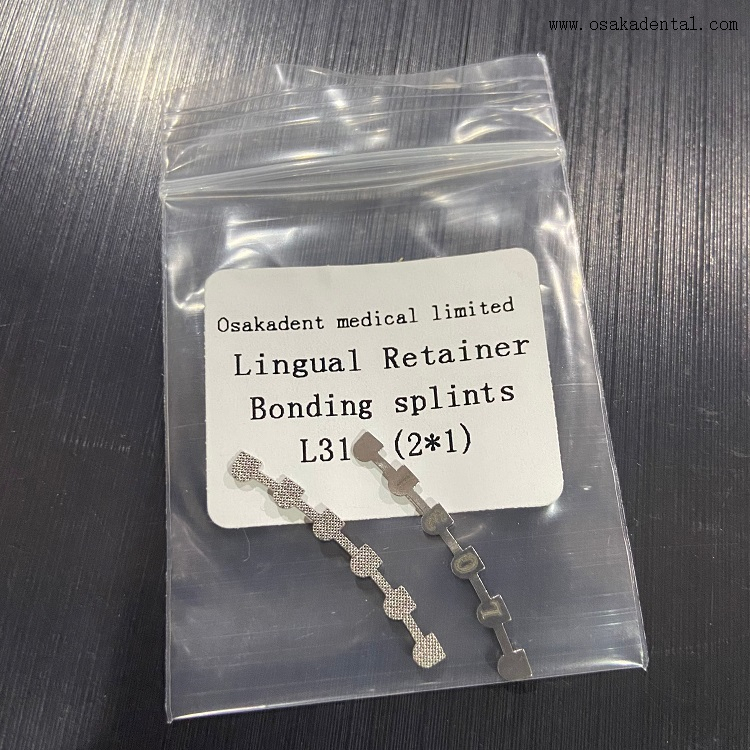 www.osakadental.com
Osakadent medical limited
Lingual Retainer
Bonding splints
L31 (2*1)